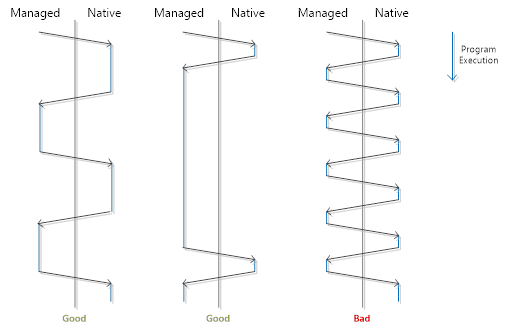 Managed Native
Managed Native
Managed Native
Program
Execution
Good
Good
Bad